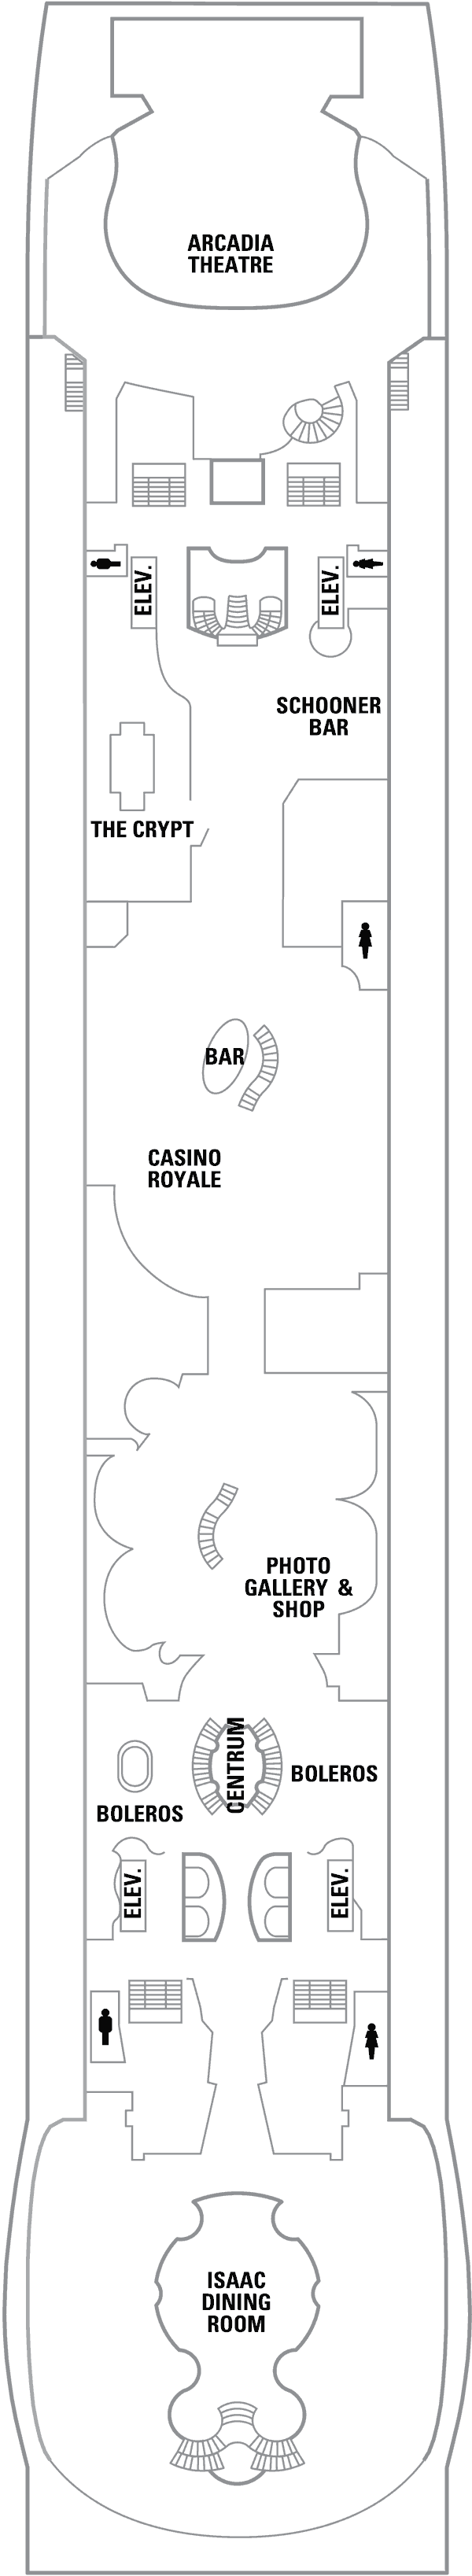 ARCADIA
THEATRE
ELEV.
ELEV.
SCHOONER
BAR
THE CRYPT
BAR
CASINO
ROYALE
PHOTO
GALLERY &
SHOP
CENTRUM
BOLEROS
BOLEROS
ELEV.
ELEV.
ISAAC
DINING
ROOM